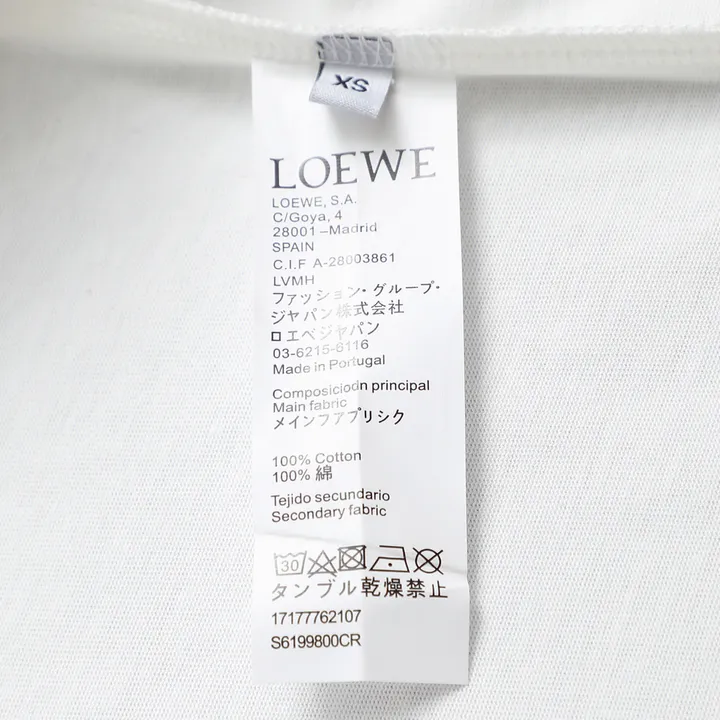 XS
LOEWE
LOEWE, S.A.
C/Goya, 4
28001 –Madrid
SPAIN
C.I.F A-28003861
LVMH
ファッション・グループ・
ジャパン株式会社
ロエベジャパン
03-6215-6116
Made in Portugal
Composiciodn principal
Main fabric
メインファプリシク
100% Cotton
100% 綿
Tejido secundario
Secondary fabric
30
タンブル乾燥禁止
17177762107
S6199800CR